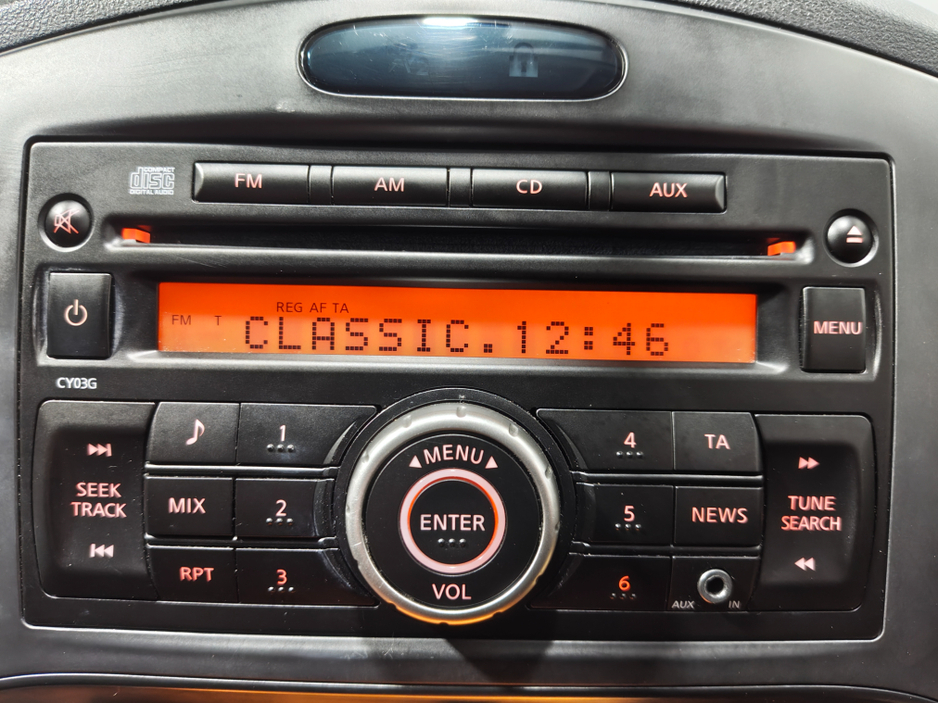 COMPACT
disc
DIGITAL AUDIO
FM AM CD AUX
REG AF TA
FM T CLASSIC.12:46
MENU
CY03G
1 MENU 4 TA
SEEK
TRACK
MIX 2 ENTER 5 NEWS
TUNE
SEARCH
RPT 3 VOL 6
AUX IN